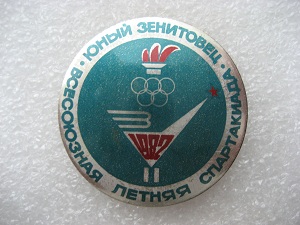 ЮНЫЙ ЗЕНИТОВЕЦ
ВСЕСОЮЗНАЯ ЛЕТНЯЯ СПАРТАКИАДА
1982